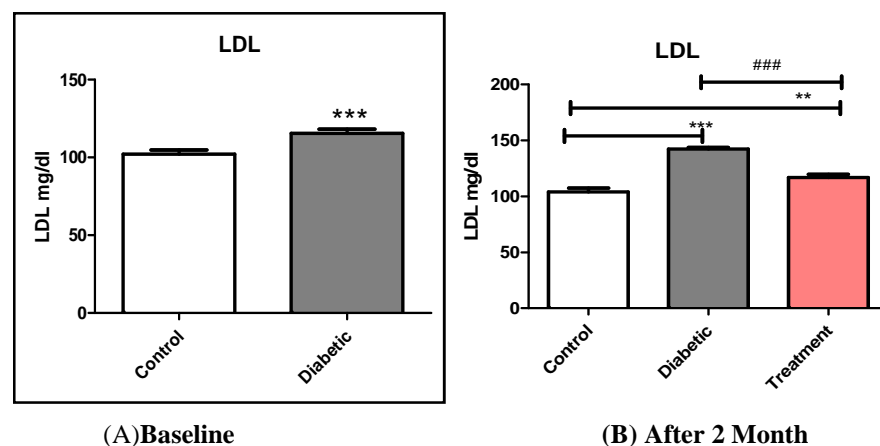 LDL
150
100
50
0
LDL mg/dl
***
Control
Diabetic
(A)Baseline
LDL
200
150
100
50
0
LDL mg/dl
###
**
***
Control
Diabetic
Treatment
(B) After 2 Month